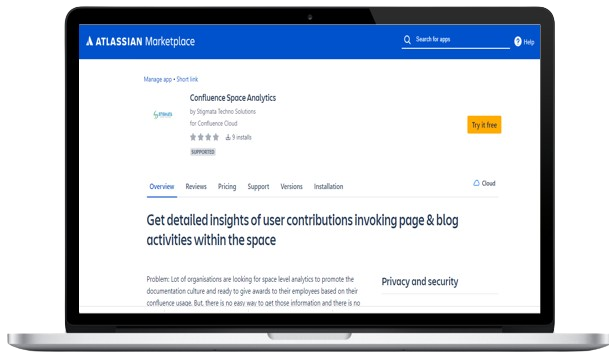 ATLASSIAN Marketplace
Search for apps
? Help
Manage app • Short link
Confluence Space Analytics
by Stigmata Techno Solutions
for Confluence Cloud
9 installs
SUPPORTED
Try it free
Overview Reviews Pricing Support Versions Installation
Cloud
Get detailed insights of user contributions invoking page & blog
activities within the space
Problem: Lot of organisations are looking for space level analytics to promote the
documentation culture and ready to give awards to their employees based on their
confluence usage. But, there is no easy way to get those information and there is no
Privacy and security